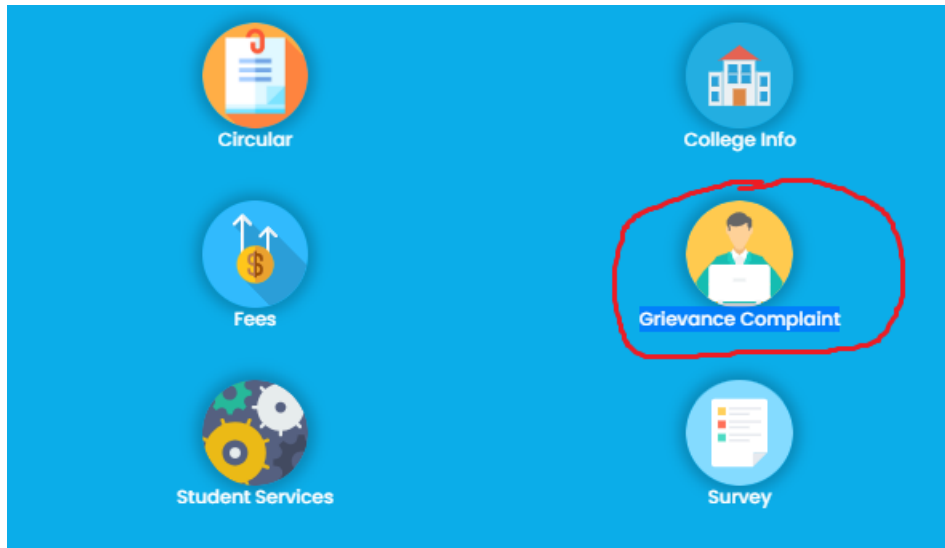 Circular
College Info
Fees
Grievance Complaint
Student Services
Survey